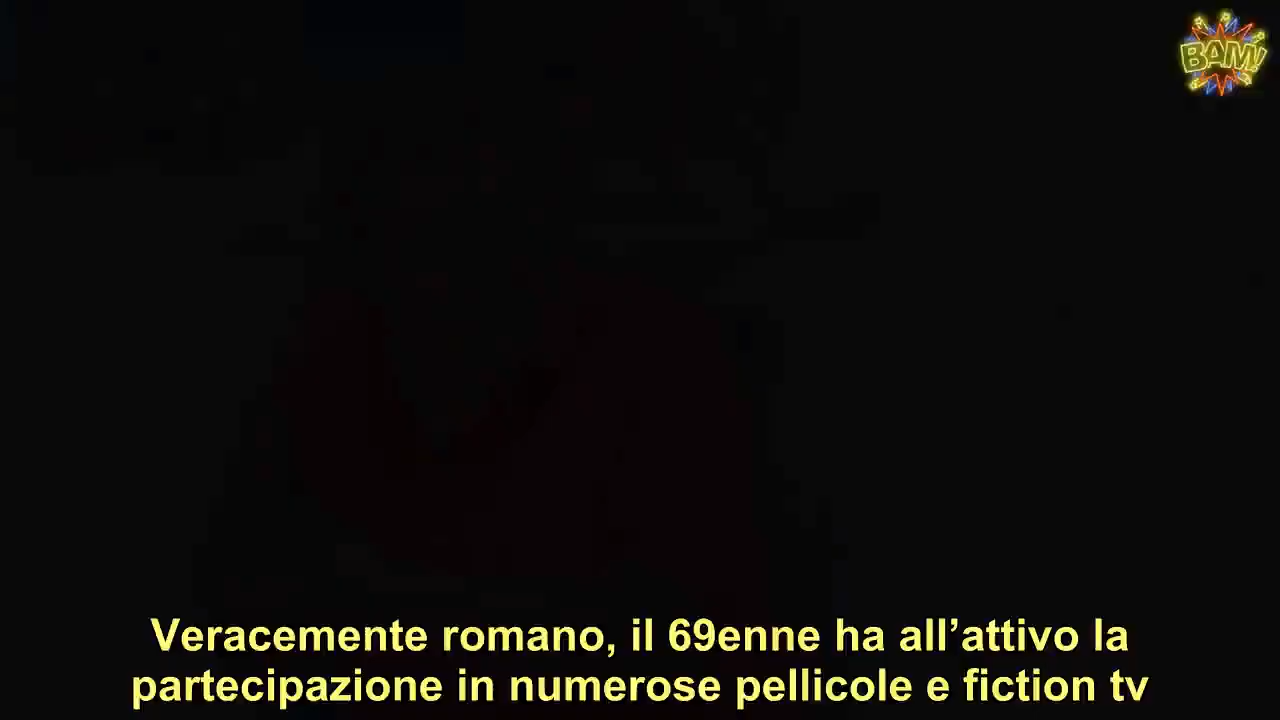 BAM!
Veracemente romano, il 69enne ha all’attivo la
partecipazione in numerose pellicole e fiction tv